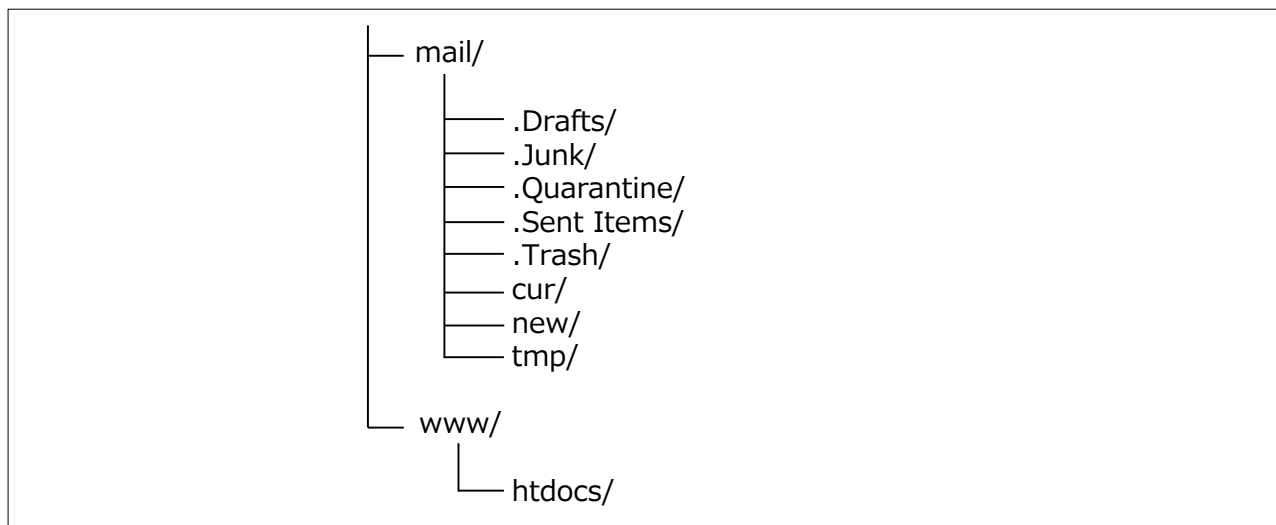 mail/
.Drafts/
.Junk/
.Quarantine/
.Sent Items/
.Trash/
cur/
new/
tmp/
www/
htdocs/